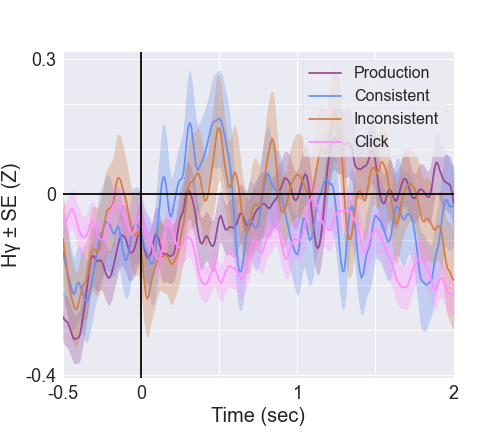 0.3
0
-0.4
Hγ ± SE (Z)
Production
Consistent
Inconsistent
Click
-0.5 0 1 2
Time (sec)